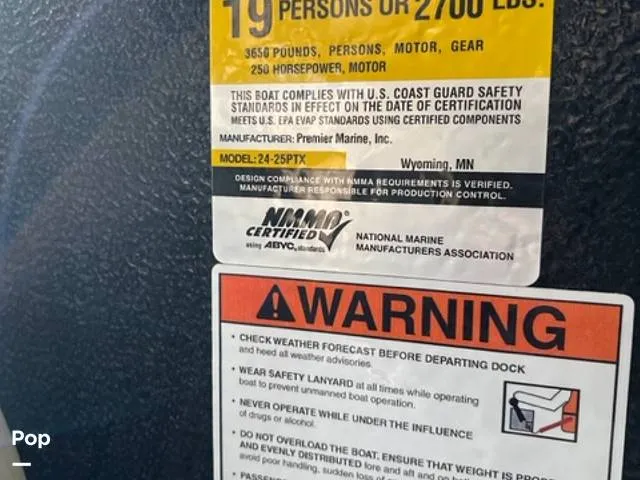 19 PERSONS OR 2700 LBS.
3656 POUNDS, PERSONS, MOTOR, GEAR
250 HORSEPOWER, MOTOR
THIS BOAT COMPLIES WITH U.S. COAST GUARD SAFETY
STANDARDS IN EFFECT ON THE DATE OF CERTIFICATION
MEETS U.S. EPA EVAP STANDARDS USING CERTIFIED COMPONENTS
MANUFACTURER: Premier Marine, Inc.
MODEL: 24-25PTX Wyoming, MN
DESIGN COMPLIANCE WITH NMMA REQUIREMENTS IS VERIFIED.
MANUFACTURER RESPONSIBLE FOR PRODUCTION CONTROL.
NMMA®
CERTIFIED
using ABYC standards
NATIONAL MARINE
MANUFACTURERS ASSOCIATION
WARNING
• CHECK WEATHER FORECAST BEFORE DEPARTING DOCK
and heed all weather advisories.
• WEAR SAFETY LANYARD at all times while operating
boat to prevent unmanned boat operation.
• NEVER OPERATE WHILE UNDER THE INFLUENCE
of drugs or alcohol.
• DO NOT OVERLOAD THE BOAT. ENSURE THAT WEIGHT IS
AND EVENLY DISTRIBUTED fore and aft and on
avoid poor handling, sudden loss
Pop